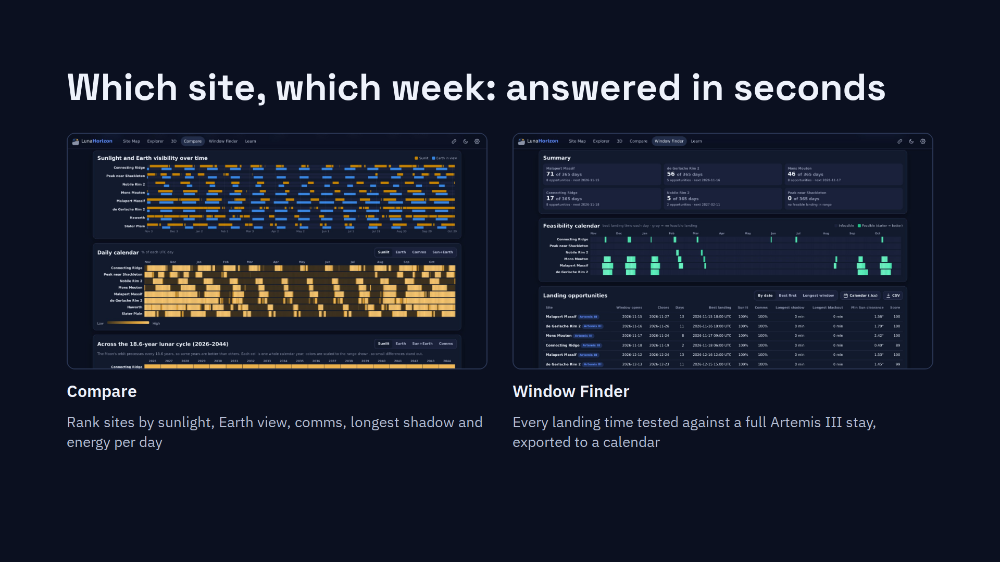 Which site, which week: answered in seconds
LunaHorizon Site Map Explorer 3D Compare Window Finder Learn
Sunlight and Earth visibility over time Sunlit Earth in view
Connecting Ridge
Peak near Shackleton
Nobile Rim 2
Mons Mouton
Malapert Massif
de Gerlache Rim 2
Haworth
Slater Plain
Nov 3 Dec 3 Jan 2 Feb 1 Mar 3 Apr 2 May 2 Jun 1 Jul 1 Jul 31 Aug 30 Sep 29 Oct 29
Daily calendar % of each UTC day Sunlit Earth Comms Sun+Earth
Nov Dec Jan Feb Mar Apr May Jun Jul Aug Sep Oct
Connecting Ridge
Peak near Shackleton
Nobile Rim 2
Mons Mouton
Malapert Massif
de Gerlache Rim 2
Haworth
Slater Plain
Low High
Across the 18.6-year lunar cycle (2026–2044) Sunlit Earth Sun+Earth Comms
The Moon's orbit precesses every 18.6 years, so some years are better than others. Each cell is one whole calendar year; colors are scaled to the range shown, so small differences stand out.
2026 2027 2028 2029 2030 2031 2032 2033 2034 2035 2036 2037 2038 2039 2040 2041 2042 2043 2044
Connecting Ridge
Compare
Rank sites by sunlight, Earth view, comms, longest shadow and
energy per day
LunaHorizon Site Map Explorer 3D Compare Window Finder Learn
Summary
Malapert Massif
71 of 365 days
8 opportunities · next 2026-11-15
de Gerlache Rim 2
56 of 365 days
5 opportunities · next 2026-11-16
Mons Mouton
46 of 365 days
8 opportunities · next 2026-11-17
Connecting Ridge
17 of 365 days
8 opportunities · next 2026-11-18
Nobile Rim 2
5 of 365 days
2 opportunities · next 2027-02-11
Peak near Shackleton
0 of 365 days
no feasible landing in range
Feasibility calendar best landing time each day · gray = no feasible landing Infeasible Feasible (darker = better)
Nov Dec Jan Feb Mar Apr May Jun Jul Aug Sep Oct
Connecting Ridge
Peak near Shackleton
Nobile Rim 2
Mons Mouton
Malapert Massif
de Gerlache Rim 2
Landing opportunities By date Best first Longest window Calendar (.ics) CSV
Site Window opens Closes Days Best landing Sunlit Comms Longest shadow Longest blackout Min Sun clearance Score
Malapert Massif Artemis III 2026-11-15 2026-11-27 13 2026-11-15 18:00 UTC 100% 100% 0 min 0 min 1.56° 100
de Gerlache Rim 2 Artemis III 2026-11-16 2026-11-26 11 2026-11-16 18:00 UTC 100% 100% 0 min 0 min 1.70° 100
Mons Mouton Artemis III 2026-11-17 2026-11-24 8 2026-11-17 09:00 UTC 100% 100% 0 min 0 min 2.42° 100
Connecting Ridge Artemis III 2026-11-18 2026-11-19 2 2026-11-18 06:00 UTC 100% 100% 0 min 0 min 0.40° 89
Malapert Massif Artemis III 2026-12-12 2026-12-24 13 2026-12-16 12:00 UTC 100% 100% 0 min 0 min 1.53° 100
de Gerlache Rim 2 Artemis III 2026-12-13 2026-12-23 11 2026-12-15 15:00 UTC 100% 100% 0 min 0 min 1.45° 99
Window Finder
Every landing time tested against a full Artemis III stay,
exported to a calendar